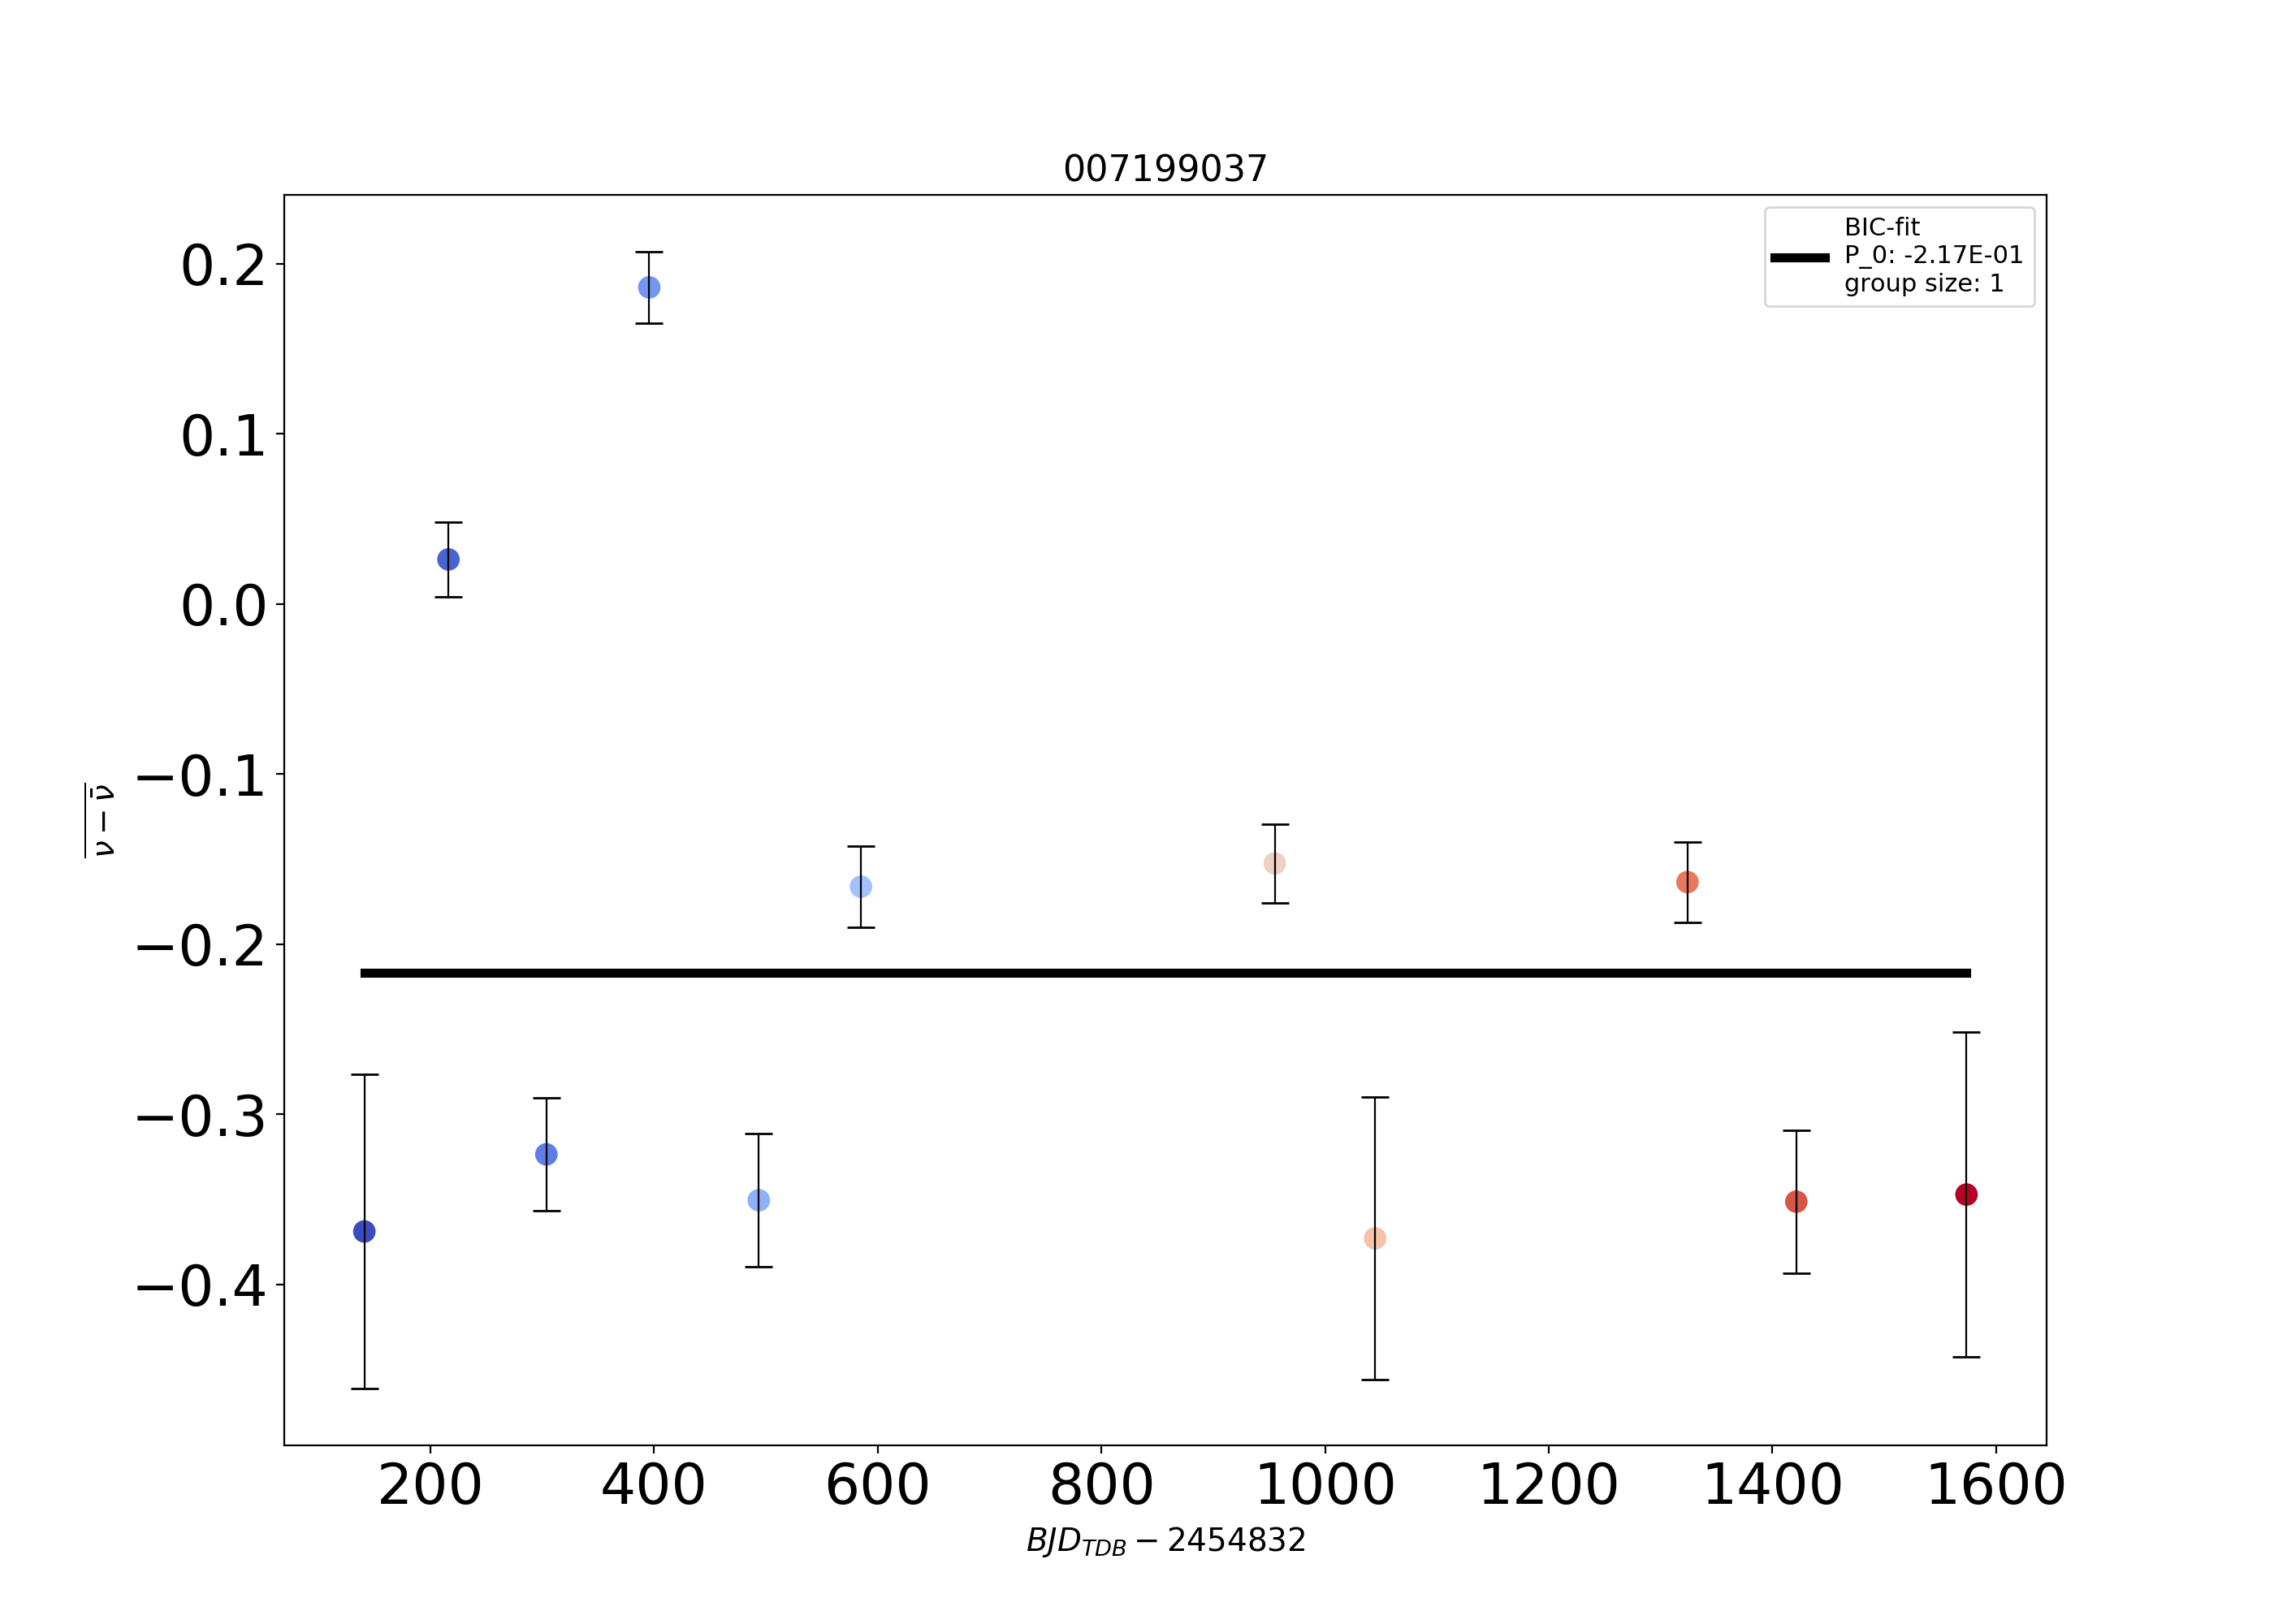 007199037
BIC-fit
P_0: -2.17E-01
group size: 1
0.2
0.1
0.0
−0.1
−0.2
−0.3
−0.4
ν − ν̄
200 400 600 800 1000 1200 1400 1600
BJD_TDB − 2454832